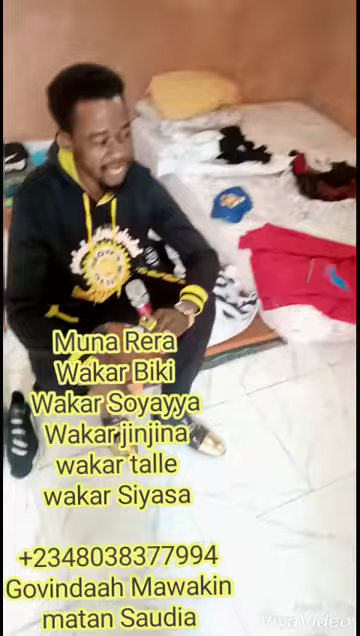 Muna Rera
Wakar Biki
Wakar Soyayya
Wakar jinjina
wakar talle
wakar Siyasa
+2348038377994
Govindaah Mawakin
matan Saudia
VivaVideo